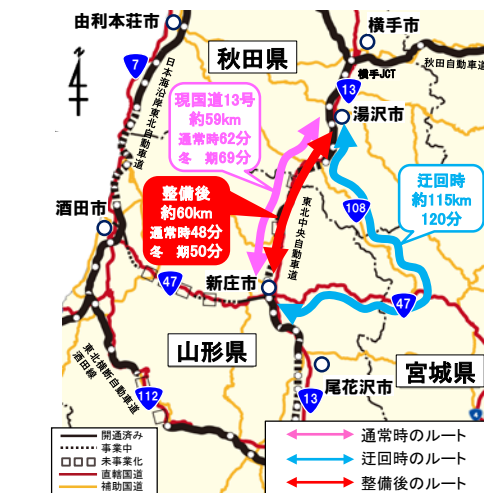 由利本荘市
横手市
秋田県
7
日本海沿岸東北自動車道
横手JCT
秋田自動車道
13
湯沢市
現国道13号
約59km
通常時62分
冬　期69分
整備後
約60km
通常時48分
冬　期50分
東北中央自動車道
108
迂回時
約115km
120分
酒田市
47
新庄市
47
山形県
宮城県
尾花沢市
東北横断自動車道
酒田線
112
13
4
開通済み
事業中
未事業化
直轄国道
補助国道
通常時のルート
迂回時のルート
整備後のルート